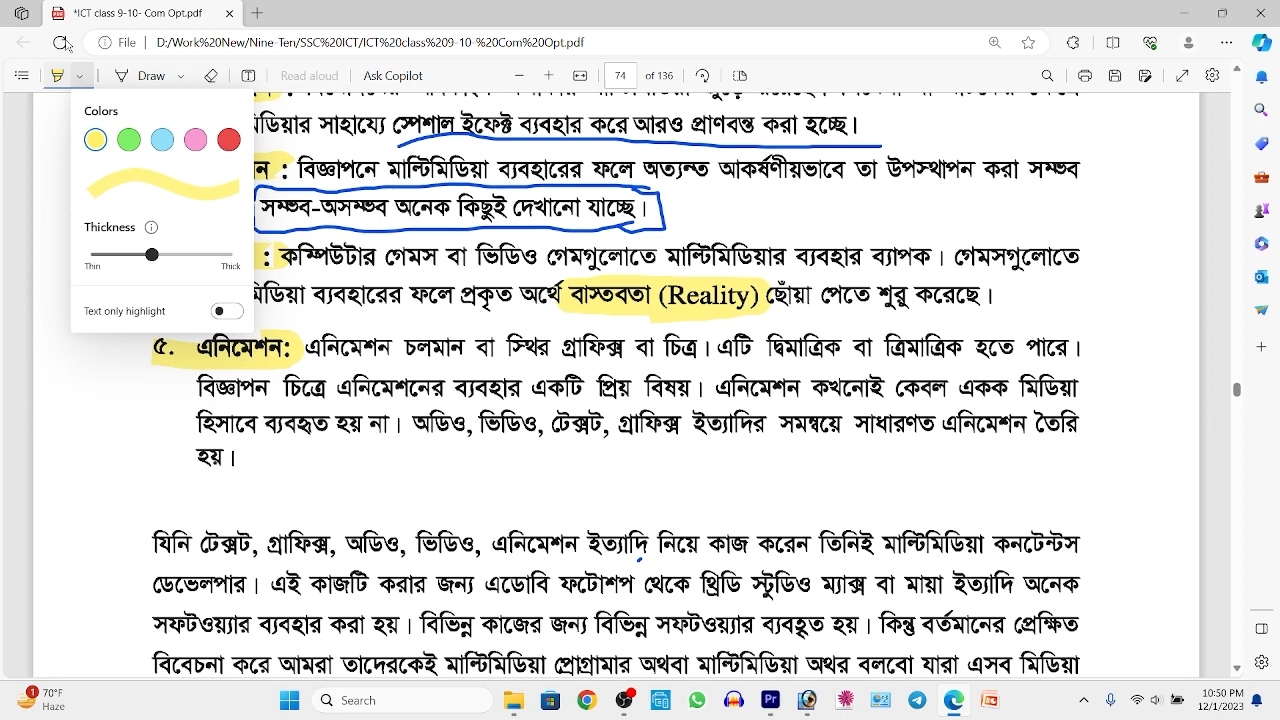 *ICT class 9-10- Com Opt.pdf
File | D:/Work%20New/Nine Ten/SSC%20ICT/ICT%20class%209-10-%20Com%20Opt.pdf
Draw Read aloud Ask Copilot 74 of 136
Colors
Thickness
Thin Thick
Text only highlight
মিডিয়ার সাহায্যে স্পেশাল ইফেক্ট ব্যবহার করে আরও প্রাণবন্ত করা হচ্ছে।
ন : বিজ্ঞাপনে মাল্টিমিডিয়া ব্যবহারের ফলে অত্যন্ত আকর্ষণীয়ভাবে তা উপস্থাপন করা সম্ভব
সম্ভব-অসম্ভব অনেক কিছুই দেখানো যাচ্ছে।
: কম্পিউটার গেমস বা ভিডিও গেমগুলোতে মাল্টিমিডিয়ার ব্যবহার ব্যাপক। গেমসগুলোতে
মিডিয়া ব্যবহারের ফলে প্রকৃত অর্থে বাস্তবতা (Reality) ছোঁয়া পেতে শুরু করেছে।
৫. এনিমেশন: এনিমেশন চলমান বা স্থির গ্রাফিক্স বা চিত্র। এটি দ্বিমাত্রিক বা ত্রিমাত্রিক হতে পারে।
বিজ্ঞাপন চিত্রে এনিমেশনের ব্যবহার একটি প্রিয় বিষয়। এনিমেশন কখনোই কেবল একক মিডিয়া
হিসাবে ব্যবহৃত হয় না। অডিও, ভিডিও, টেক্সট, গ্রাফিক্স ইত্যাদির সমন্বয়ে সাধারণত এনিমেশন তৈরি
হয়।
যিনি টেক্সট, গ্রাফিক্স, অডিও, ভিডিও, এনিমেশন ইত্যাদি নিয়ে কাজ করেন তিনিই মাল্টিমিডিয়া কনটেন্টস
ডেভেলপার। এই কাজটি করার জন্য এডোবি ফটোশপ থেকে থ্রিডি স্টুডিও ম্যাক্স বা মায়া ইত্যাদি অনেক
সফটওয়্যার ব্যবহার করা হয়। বিভিন্ন কাজের জন্য বিভিন্ন সফটওয়্যার ব্যবহৃত হয়। কিন্তু বর্তমানের প্রেক্ষিত
বিবেচনা করে আমরা তাদেরকেই মাল্টিমিডিয়া প্রোগ্রামার অথবা মাল্টিমিডিয়া অথর বলবো যারা এসব মিডিয়া
70°F
Haze
Search
10:50 PM
12/1/2023